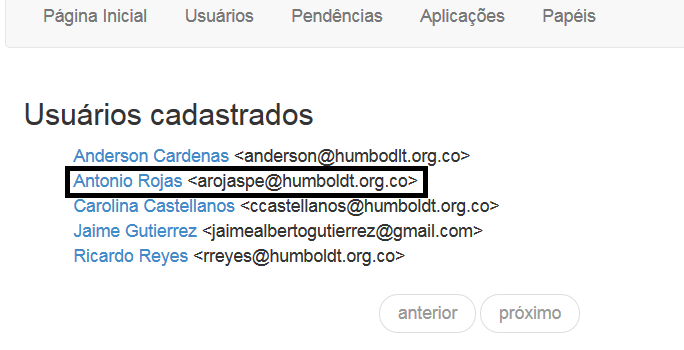 Página Inicial Usuários Pendências Aplicações Papéis
Usuários cadastrados
Anderson Cardenas <anderson@humbodlt.org.co>
Antonio Rojas <arojaspe@humboldt.org.co>
Carolina Castellanos <ccastellanos@humboldt.org.co>
Jaime Gutierrez <jaimealbertogutierrez@gmail.com>
Ricardo Reyes <rreyes@humboldt.org.co>
anterior próximo